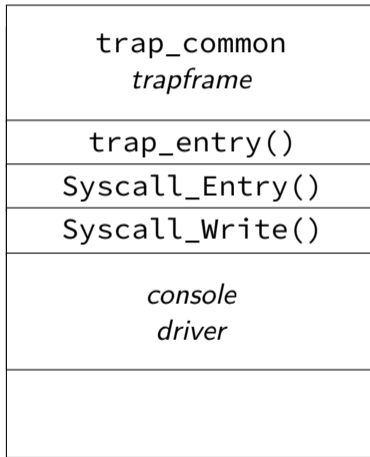 trap_common
trapframe
trap_entry()
Syscall_Entry()
Syscall_Write()
console
driver